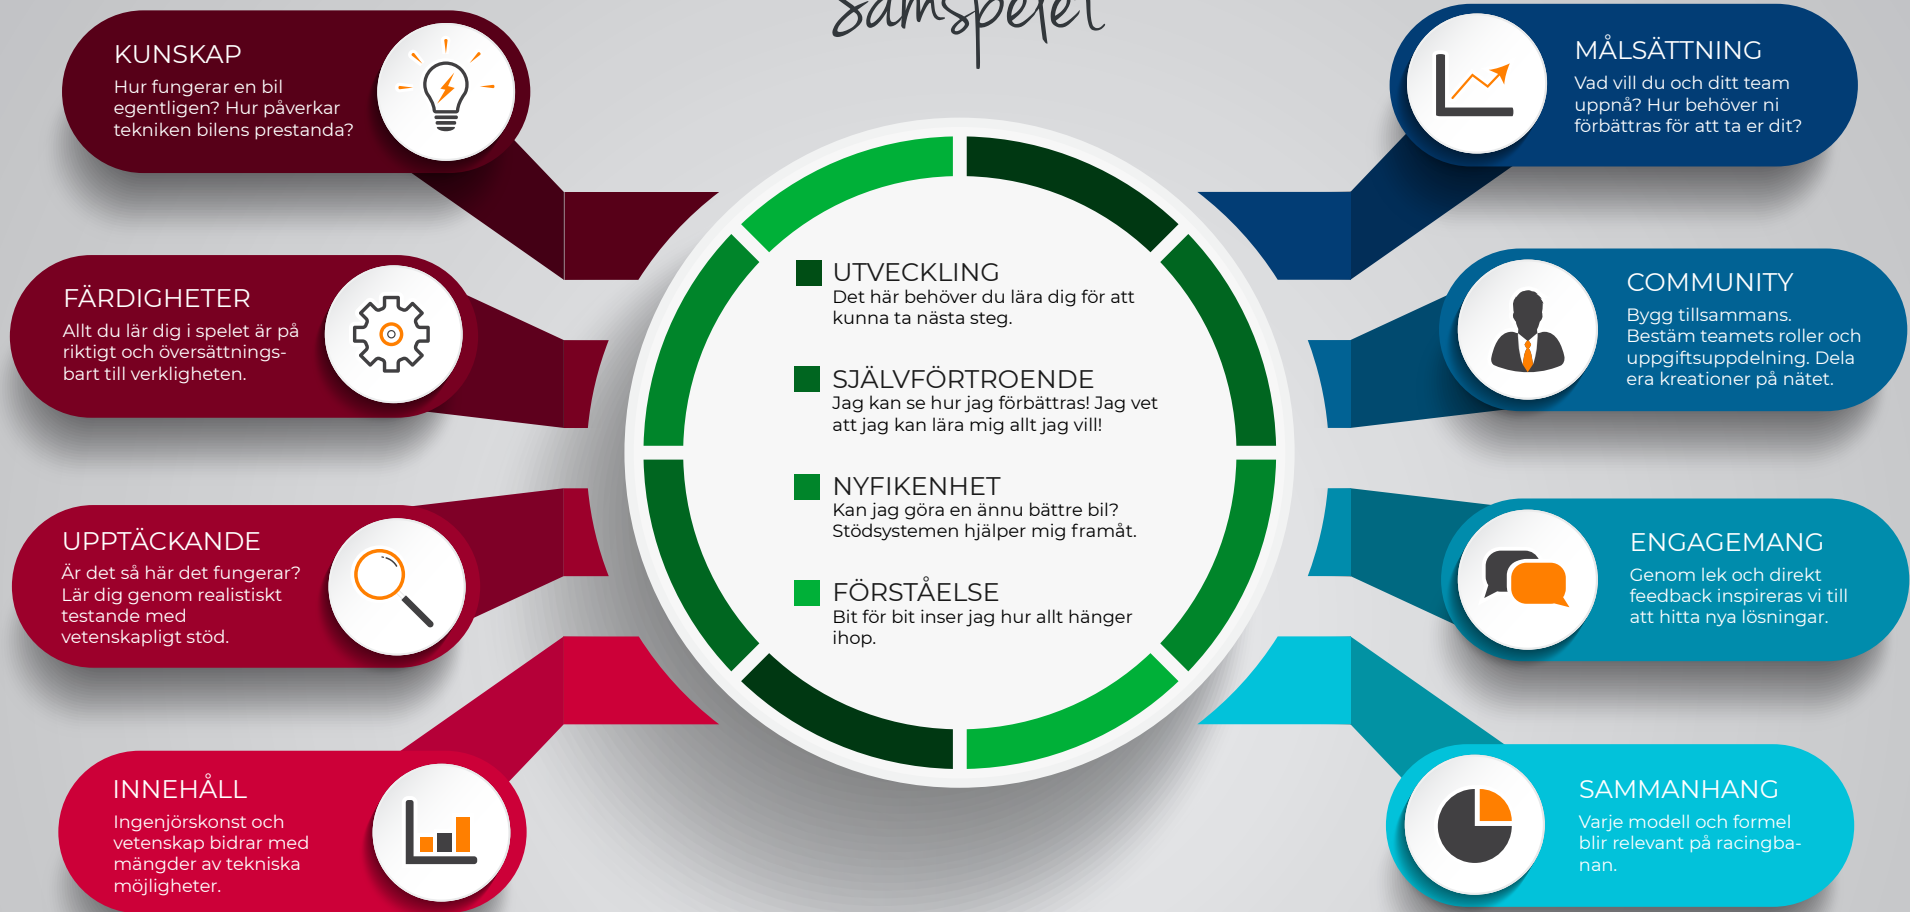 samspelet
KUNSKAP
Hur fungerar en bil
egentligen? Hur påverkar
tekniken bilens prestanda?
FÄRDIGHETER
Allt du lär dig i spelet är på
riktigt och översättnings-
bart till verkligheten.
UPPTÄCKANDE
Är det så här det fungerar?
Lär dig genom realistiskt
testande med
vetenskapligt stöd.
INNEHÅLL
Ingenjörskonst och
vetenskap bidrar med
mängder av tekniska
möjligheter.
UTVECKLING
Det här behöver du lära dig för att
kunna ta nästa steg.
SJÄLVFÖRTROENDE
Jag kan se hur jag förbättras! Jag vet
att jag kan lära mig allt jag vill!
NYFIKENHET
Kan jag göra en ännu bättre bil?
Stödsystemen hjälper mig framåt.
FÖRSTÅELSE
Bit för bit inser jag hur allt hänger
ihop.
MÅLSÄTTNING
Vad vill du och ditt team
uppnå? Hur behöver ni
förbättras för att ta er dit?
COMMUNITY
Bygg tillsammans.
Bestäm teamets roller och
uppgiftsuppdelning. Dela
era kreationer på nätet.
ENGAGEMANG
Genom lek och direkt
feedback inspireras vi till
att hitta nya lösningar.
SAMMANHANG
Varje modell och formel
blir relevant på racingba-
nan.